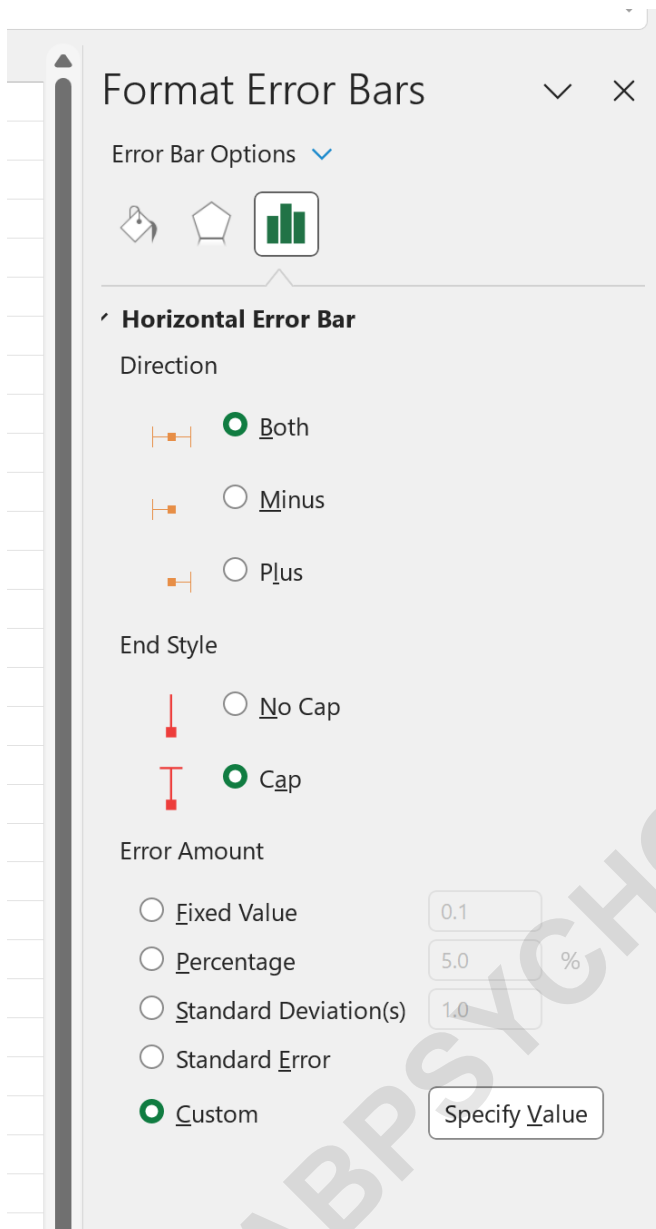 Format Error Bars
Error Bar Options
Horizontal Error Bar
Direction
Both
Minus
Plus
End Style
No Cap
Cap
Error Amount
Fixed Value 0.1
Percentage 5.0 %
Standard Deviation(s) 1.0
Standard Error
Custom Specify Value
ABPSYCHO